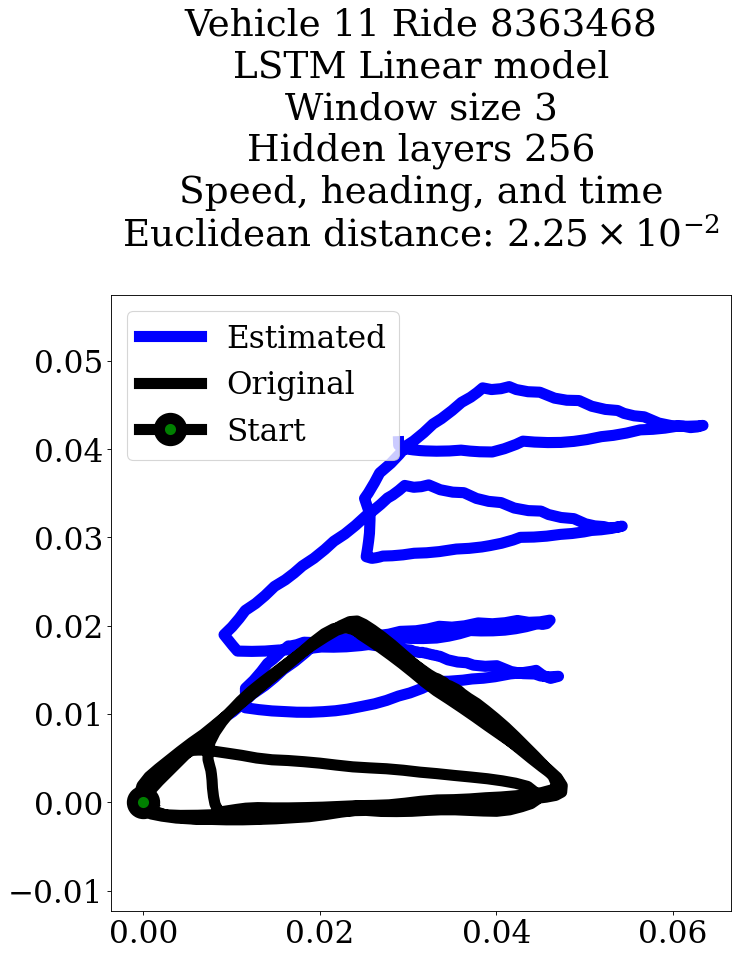 Vehicle 11 Ride 8363468
LSTM Linear model
Window size 3
Hidden layers 256
Speed, heading, and time
Euclidean distance: 2.25 × 10⁻²
Estimated
Original
Start
0.05
0.04
0.03
0.02
0.01
0.00
−0.01
0.00 0.02 0.04 0.06